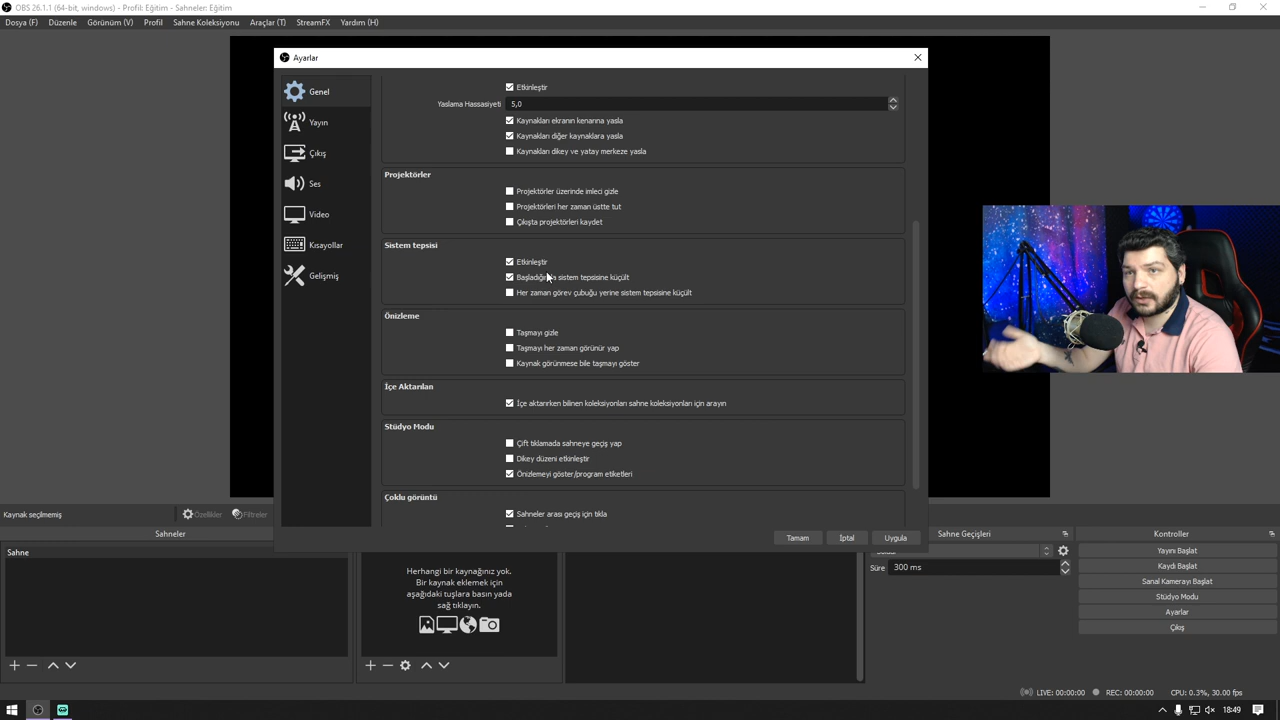 OBS 26.1.1 (64-bit, windows) - Profil: Eğitim - Sahneler: Eğitim
Dosya (F) Düzenle Görünüm (V) Profil Sahne Koleksiyonu Araçlar (T) StreamFX Yardım (H)
Ayarlar
Genel
Yayın
Çıkış
Ses
Video
Kısayollar
Gelişmiş
Etkinleştir
Yaslama Hassasiyeti 5,0
Kaynakları ekranın kenarına yasla
Kaynakları diğer kaynaklara yasla
Kaynakları dikey ve yatay merkeze yasla
Projektörler
Projektörler üzerinde imleci gizle
Projektörleri her zaman üstte tut
Çıkışta projektörleri kaydet
Sistem tepsisi
Etkinleştir
Başladığında sistem tepsisine küçült
Her zaman görev çubuğu yerine sistem tepsisine küçült
Önizleme
Taşmayı gizle
Taşmayı her zaman görünür yap
Kaynak görünmese bile taşmayı göster
İçe Aktarılan
İçe aktarırken bilinen koleksiyonları sahne koleksiyonları için arayın
Stüdyo Modu
Çift tıklamada sahneye geçiş yap
Dikey düzeni etkinleştir
Önizlemeyi göster/program etiketleri
Çoklu görüntü
Sahneler arası geçiş için tıkla
Tamam İptal Uygula
Kaynak seçilmemiş Özellikler Filtreler
Sahneler
Sahne
Herhangi bir kaynağınız yok.
Bir kaynak eklemek için
aşağıdaki tuşlara basın yada
sağ tıklayın.
Sahne Geçişleri
Süre 300 ms
Kontroller
Yayını Başlat
Kaydı Başlat
Sanal Kamerayı Başlat
Stüdyo Modu
Ayarlar
Çıkış
LIVE: 00:00:00 REC: 00:00:00 CPU: 0.3%, 30.00 fps
18:49